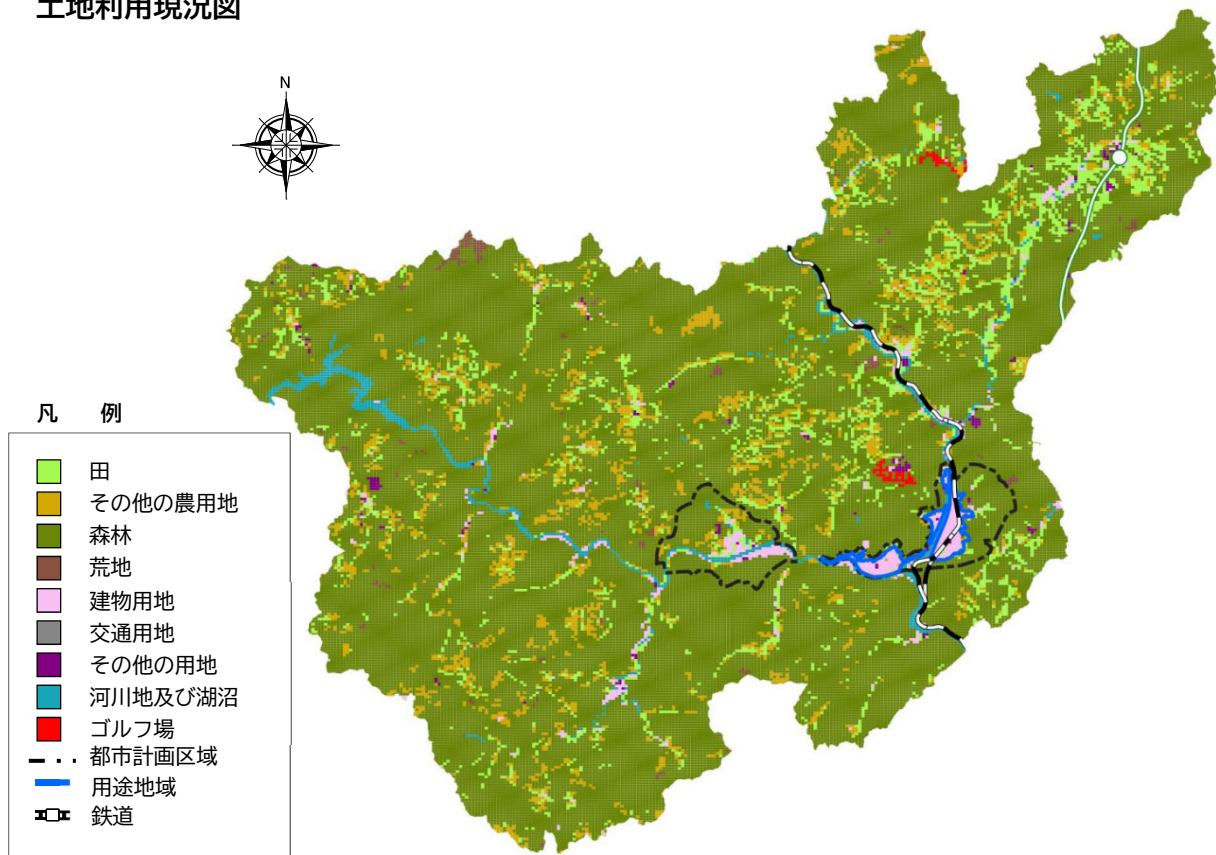 土地利用現況図
N
凡 例
田
その他の農用地
森林
荒地
建物用地
交通用地
その他の用地
河川地及び湖沼
ゴルフ場
都市計画区域
用途地域
鉄道